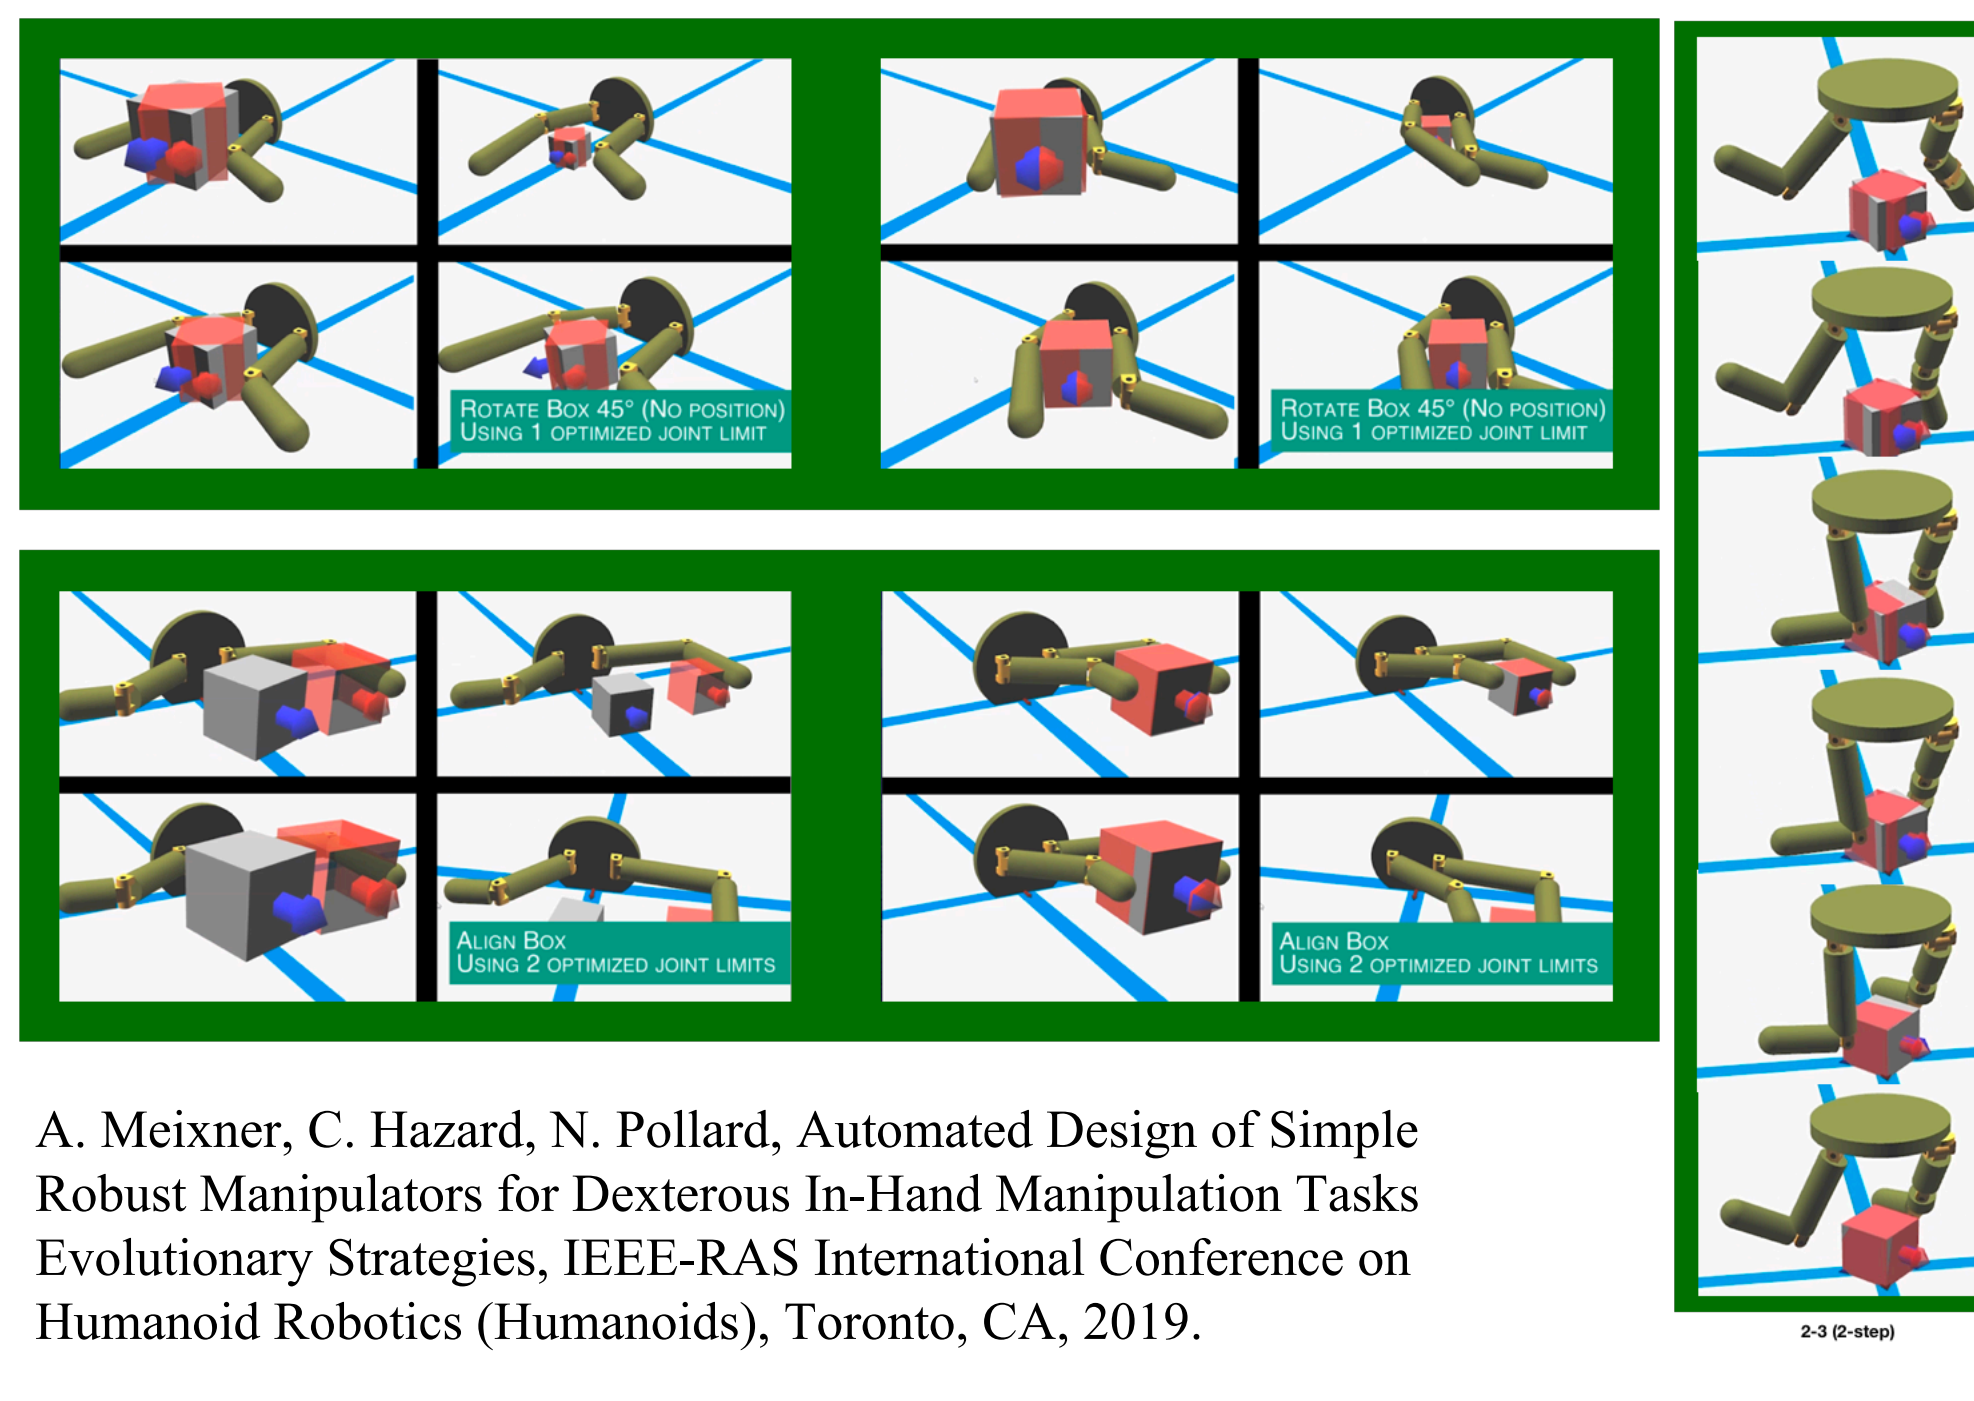 ROTATE BOX 45° (NO POSITION)
USING 1 OPTIMIZED JOINT LIMIT
ROTATE BOX 45° (NO POSITION)
USING 1 OPTIMIZED JOINT LIMIT
ALIGN BOX
USING 2 OPTIMIZED JOINT LIMITS
ALIGN BOX
USING 2 OPTIMIZED JOINT LIMITS
A. Meixner, C. Hazard, N. Pollard, Automated Design of Simple
Robust Manipulators for Dexterous In-Hand Manipulation Tasks
Evolutionary Strategies, IEEE-RAS International Conference on
Humanoid Robotics (Humanoids), Toronto, CA, 2019.
2-3 (2-step)